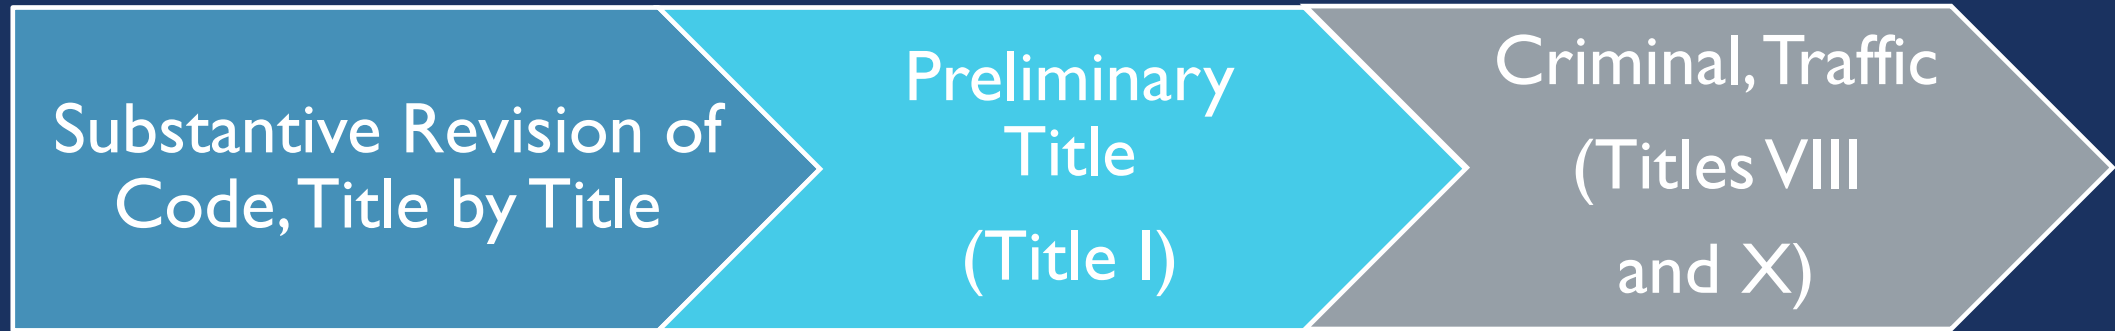 Substantive Revision of
Code, Title by Title
Preliminary
Title
(Title I)
Criminal, Traffic
(Titles VIII
and X)